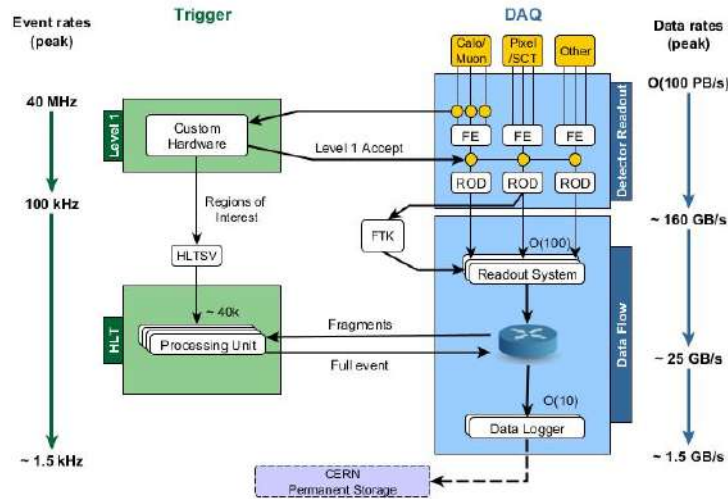 Event rates
(peak)
Trigger
DAQ
Data rates
(peak)
Calo/
Muon
Pixel
/SCT
Other
O(100 PB/s)
40 MHz
Level 1
Custom
Hardware
Level 1 Accept
FE
FE
FE
ROD
ROD
ROD
Detector Readout
100 kHz
Regions of
Interest
FTK
~ 160 GB/s
HLTSV
O(100)
Readout System
~ 40k
HLT
Processing Unit
Fragments
Full event
Data Flow
~ 25 GB/s
O(10)
Data Logger
~ 1.5 kHz
~ 1.5 GB/s
CERN
Permanent Storage